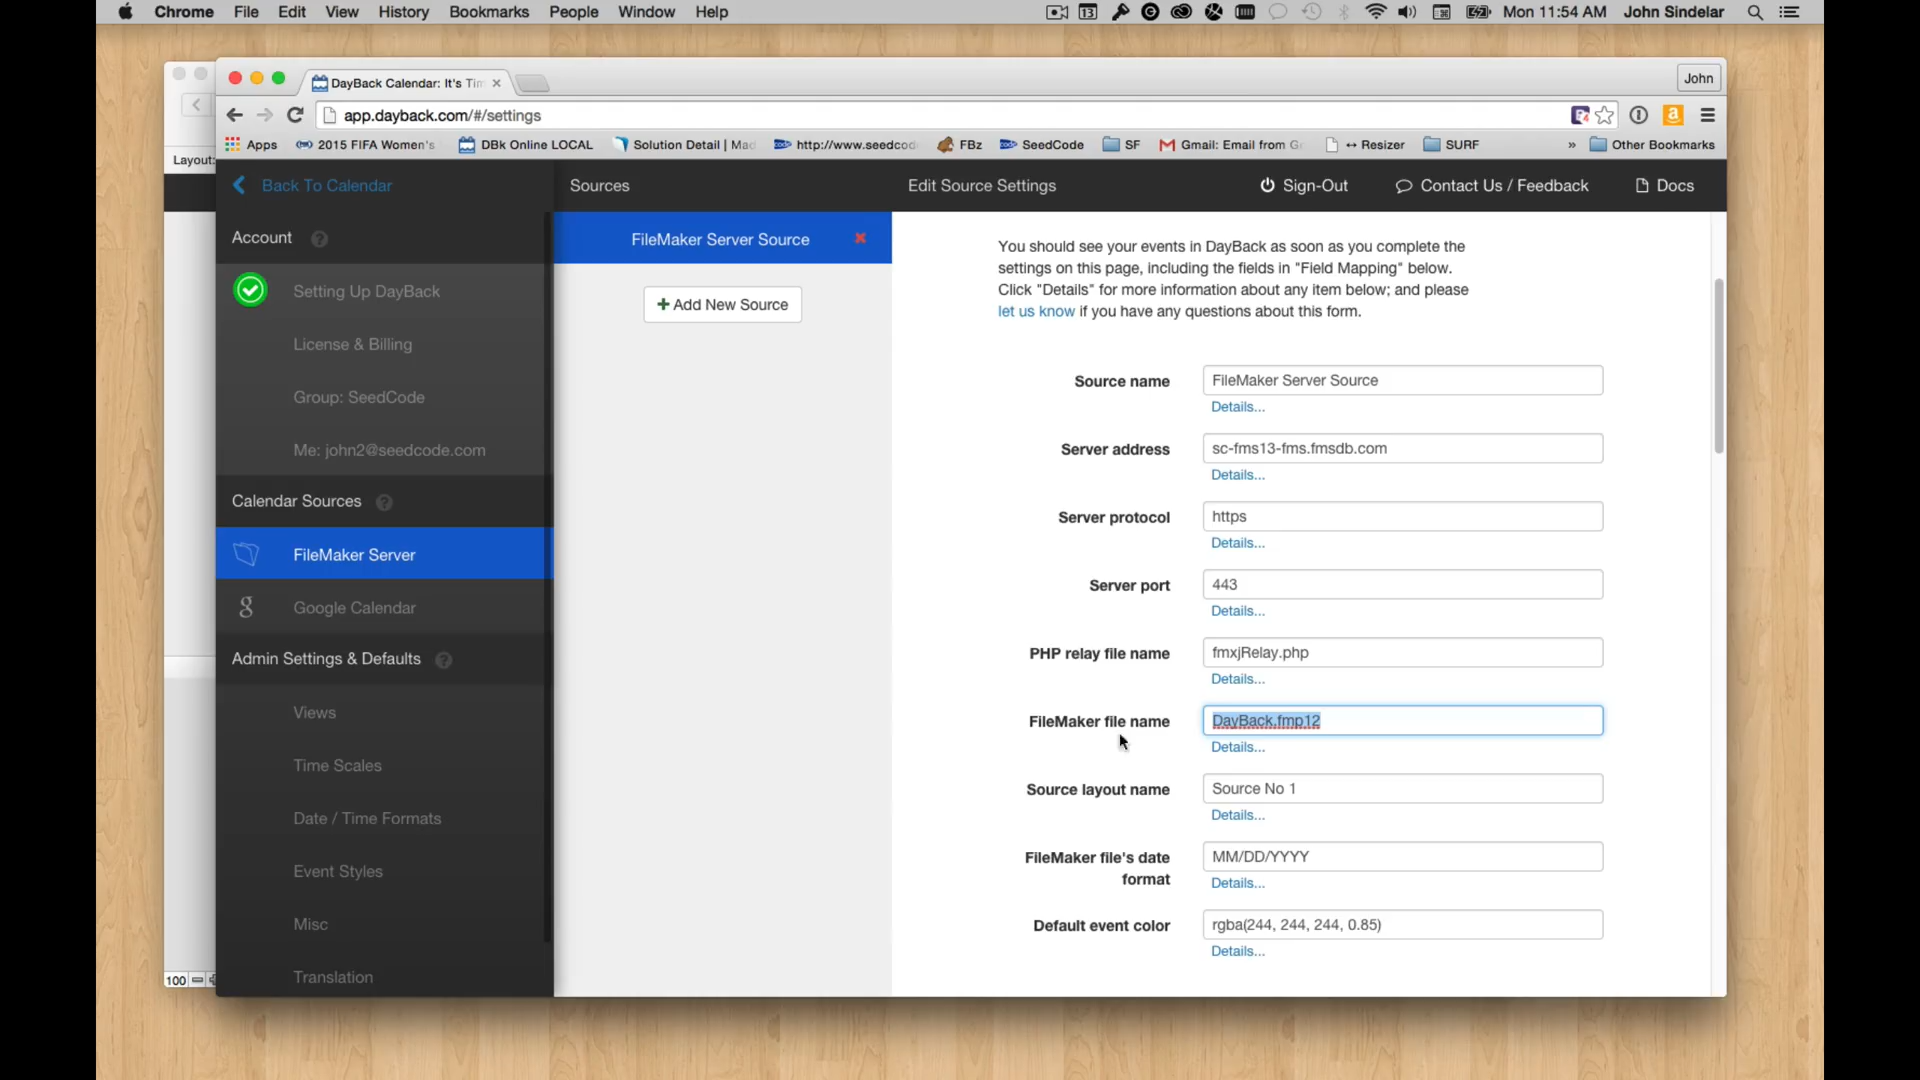 Chrome File Edit View History Bookmarks People Window Help
13 Mon 11:54 AM John Sindelar
DayBack Calendar: It's Tim
John
app.dayback.com/#/settings
Apps 2015 FIFA Women's DBk Online LOCAL Solution Detail | Mac http://www.seedcod FBz SeedCode SF Gmail: Email from G ↔ Resizer SURF » Other Bookmarks
Layout:
Back To Calendar
Sources
Edit Source Settings
Sign-Out
Contact Us / Feedback
Docs
Account ?
Setting Up DayBack
License & Billing
Group: SeedCode
Me: john2@seedcode.com
Calendar Sources ?
FileMaker Server
Google Calendar
Admin Settings & Defaults ?
Views
Time Scales
Date / Time Formats
Event Styles
Misc
Translation
FileMaker Server Source
+ Add New Source
You should see your events in DayBack as soon as you complete the
settings on this page, including the fields in "Field Mapping" below.
Click "Details" for more information about any item below; and please
let us know if you have any questions about this form.
Source name FileMaker Server Source
Details...
Server address sc-fms13-fms.fmsdb.com
Details...
Server protocol https
Details...
Server port 443
Details...
PHP relay file name fmxjRelay.php
Details...
FileMaker file name DayBack.fmp12
Details...
Source layout name Source No 1
Details...
FileMaker file's date
format
MM/DD/YYYY
Details...
Default event color rgba(244, 244, 244, 0.85)
Details...
100